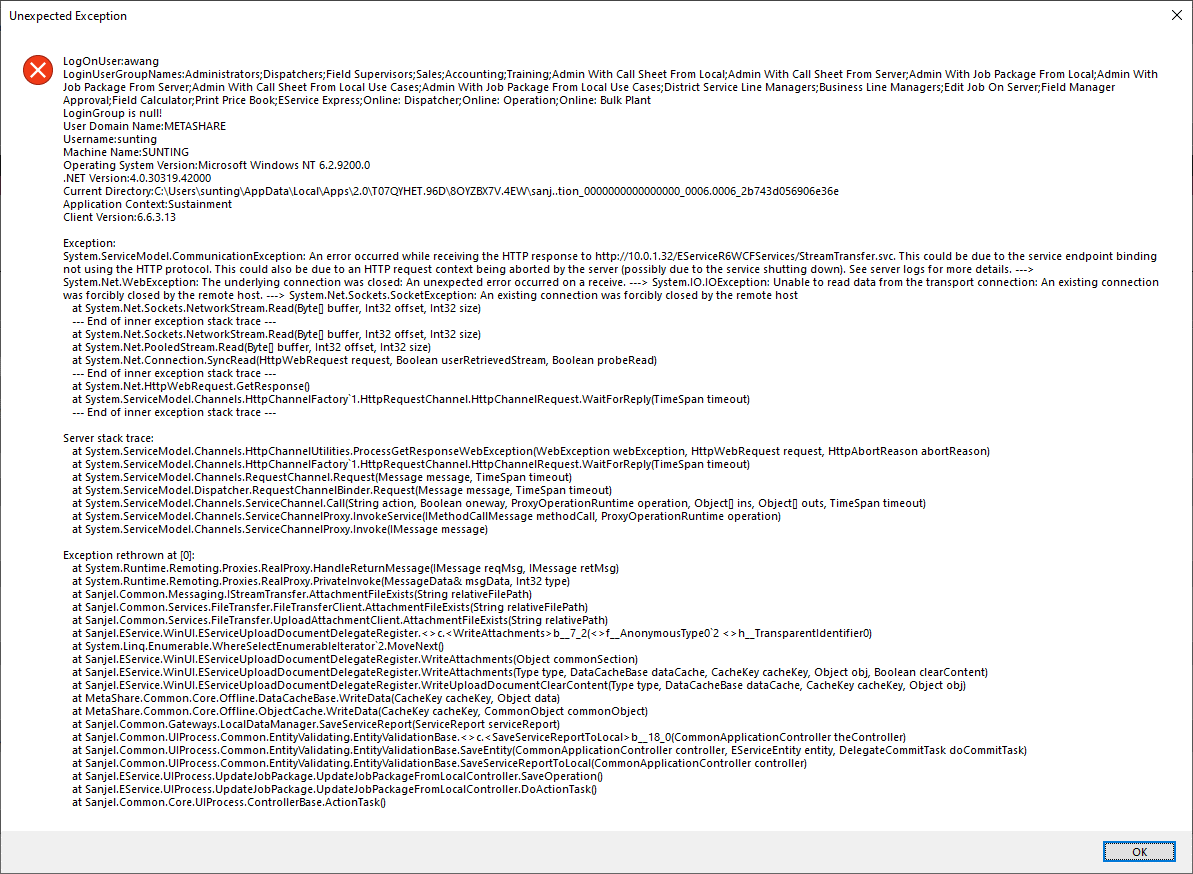 Unexpected Exception
LogOnUser:awang
LoginUserGroupNames:Administrators;Dispatchers;Field Supervisors;Sales;Accounting;Training;Admin With Call Sheet From Local;Admin With Call Sheet From Server;Admin With Job Package From Local;Admin With
Job Package From Server;Admin With Call Sheet From Local Use Cases;Admin With Job Package From Local Use Cases;District Service Line Managers;Business Line Managers;Edit Job On Server;Field Manager
Approval;Field Calculator;Print Price Book;EService Express;Online: Dispatcher;Online: Operation;Online: Bulk Plant
LoginGroup is null!
User Domain Name:METASHARE
Username:sunting
Machine Name:SUNTING
Operating System Version:Microsoft Windows NT 6.2.9200.0
.NET Version:4.0.30319.42000
Current Directory:C:\Users\sunting\AppData\Local\Apps\2.0\T07QYHET.96D\8OYZBX7V.4EW\sanj..tion_0000000000000000_0006.0006_2b743d056906e36e
Application Context:Sustainment
Client Version:6.6.3.13
Exception:
System.ServiceModel.CommunicationException: An error occurred while receiving the HTTP response to http://10.0.1.32/EServiceR6WCFServices/StreamTransfer.svc. This could be due to the service endpoint binding
not using the HTTP protocol. This could also be due to an HTTP request context being aborted by the server (possibly due to the service shutting down). See server logs for more details. --->
System.Net.WebException: The underlying connection was closed: An unexpected error occurred on a receive. ---> System.IO.IOException: Unable to read data from the transport connection: An existing connection
was forcibly closed by the remote host. ---> System.Net.Sockets.SocketException: An existing connection was forcibly closed by the remote host
at System.Net.Sockets.NetworkStream.Read(Byte[] buffer, Int32 offset, Int32 size)
--- End of inner exception stack trace ---
at System.Net.Sockets.NetworkStream.Read(Byte[] buffer, Int32 offset, Int32 size)
at System.Net.PooledStream.Read(Byte[] buffer, Int32 offset, Int32 size)
at System.Net.Connection.SyncRead(HttpWebRequest request, Boolean userRetrievedStream, Boolean probeRead)
--- End of inner exception stack trace ---
at System.Net.HttpWebRequest.GetResponse()
at System.ServiceModel.Channels.HttpChannelFactory`1.HttpRequestChannel.HttpChannelRequest.WaitForReply(TimeSpan timeout)
--- End of inner exception stack trace ---
Server stack trace:
at System.ServiceModel.Channels.HttpChannelUtilities.ProcessGetResponseWebException(WebException webException, HttpWebRequest request, HttpAbortReason abortReason)
at System.ServiceModel.Channels.HttpChannelFactory`1.HttpRequestChannel.HttpChannelRequest.WaitForReply(TimeSpan timeout)
at System.ServiceModel.Channels.RequestChannel.Request(Message message, TimeSpan timeout)
at System.ServiceModel.Dispatcher.RequestChannelBinder.Request(Message message, TimeSpan timeout)
at System.ServiceModel.Channels.ServiceChannel.Call(String action, Boolean oneway, ProxyOperationRuntime operation, Object[] ins, Object[] outs, TimeSpan timeout)
at System.ServiceModel.Channels.ServiceChannelProxy.InvokeService(IMethodCallMessage methodCall, ProxyOperationRuntime operation)
at System.ServiceModel.Channels.ServiceChannelProxy.Invoke(IMessage message)
Exception rethrown at [0]:
at System.Runtime.Remoting.Proxies.RealProxy.HandleReturnMessage(IMessage reqMsg, IMessage retMsg)
at System.Runtime.Remoting.Proxies.RealProxy.PrivateInvoke(MessageData& msgData, Int32 type)
at Sanjel.Common.Messaging.IStreamTransfer.AttachmentFileExists(String relativeFilePath)
at Sanjel.Common.Services.FileTransfer.FileTransferClient.AttachmentFileExists(String relativeFilePath)
at Sanjel.Common.Services.FileTransfer.UploadAttachmentClient.AttachmentFileExists(String relativePath)
at Sanjel.EService.WinUI.EServiceUploadDocumentDelegateRegister.<>c.<WriteAttachments>b__7_2(<>f__AnonymousType0`2 <>h__TransparentIdentifier0)
at System.Linq.Enumerable.WhereSelectEnumerableIterator`2.MoveNext()
at Sanjel.EService.WinUI.EServiceUploadDocumentDelegateRegister.WriteAttachments(Object commonSection)
at Sanjel.EService.WinUI.EServiceUploadDocumentDelegateRegister.WriteAttachments(Type type, DataCacheBase dataCache, CacheKey cacheKey, Object obj, Boolean clearContent)
at Sanjel.EService.WinUI.EServiceUploadDocumentDelegateRegister.WriteUploadDocumentClearContent(Type type, DataCacheBase dataCache, CacheKey cacheKey, Object obj)
at MetaShare.Common.Core.Offline.DataCacheBase.WriteData(CacheKey cacheKey, Object data)
at MetaShare.Common.Core.Offline.ObjectCache.WriteData(CacheKey cacheKey, CommonObject commonObject)
at Sanjel.Common.Gateways.LocalDataManager.SaveServiceReport(ServiceReport serviceReport)
at Sanjel.Common.UIProcess.Common.EntityValidating.EntityValidationBase.<>c.<SaveServiceReportToLocal>b__18_0(CommonApplicationController theController)
at Sanjel.Common.UIProcess.Common.EntityValidating.EntityValidationBase.SaveEntity(CommonApplicationController controller, EServiceEntity entity, DelegateCommitTask doCommitTask)
at Sanjel.Common.UIProcess.Common.EntityValidating.EntityValidationBase.SaveServiceReportToLocal(CommonApplicationController controller)
at Sanjel.EService.UIProcess.UpdateJobPackage.UpdateJobPackageFromLocalController.SaveOperation()
at Sanjel.EService.UIProcess.UpdateJobPackage.UpdateJobPackageFromLocalController.DoActionTask()
at Sanjel.Common.Core.UIProcess.ControllerBase.ActionTask()
OK